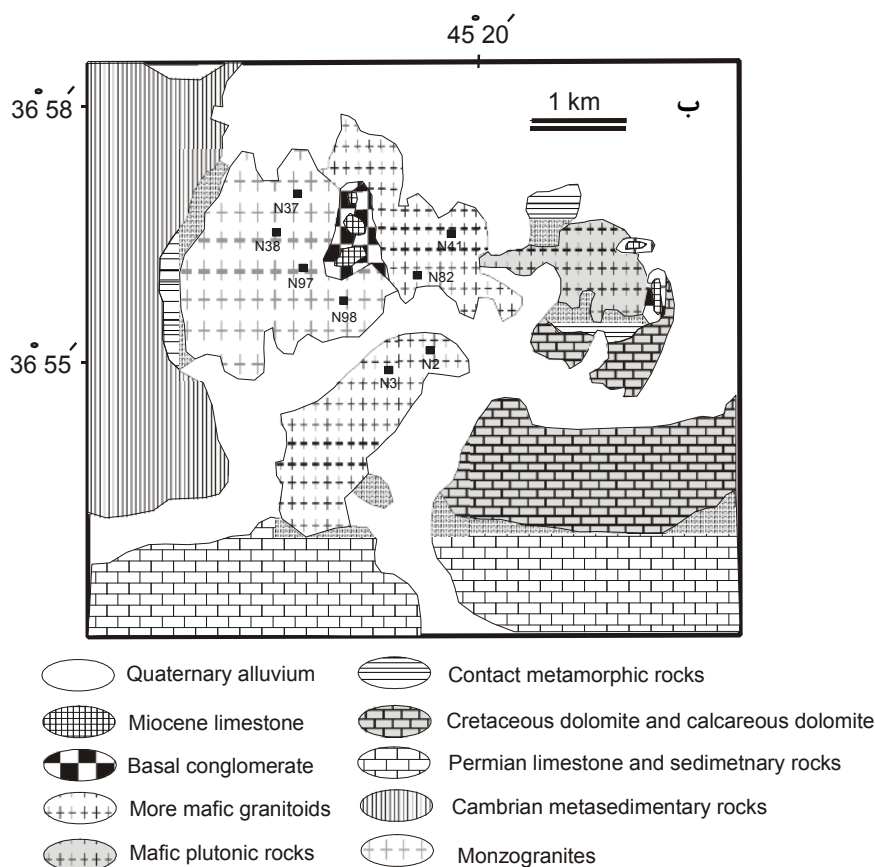 45° 20′
36° 58′
1 km
ب
N37
N38
N41
N97
N82
N98
36° 55′
N2
N3
Quaternary alluvium
Contact metamorphic rocks
Miocene limestone
Cretaceous dolomite and calcareous dolomite
Basal conglomerate
Permian limestone and sedimetnary rocks
More mafic granitoids
Cambrian metasedimentary rocks
Mafic plutonic rocks
Monzogranites